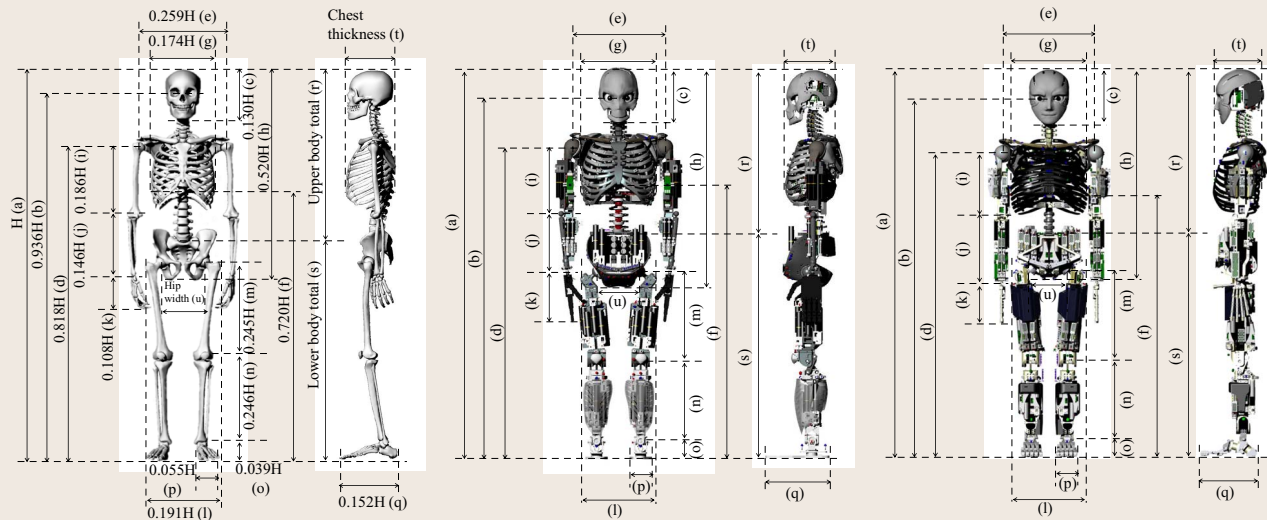 0.259H (e)
0.174H (g)
Chest
thickness (t)
H (a)
0.936H (b)
0.818H (d)
0.186H (i)
0.146H (j)
0.108H (k)
0.130H (c)
0.520H (h)
0.720H (f)
Hip
width (u)
0.245H (m)
0.246H (n)
0.055H
(p)
0.039H
(o)
0.191H (l)
Upper body total (r)
Lower body total (s)
0.152H (q)
(e)
(g)
(t)
(a)
(b)
(d)
(i)
(j)
(k)
(c)
(h)
(f)
(u)
(m)
(n)
(o)
(p)
(l)
(r)
(s)
(q)
(e)
(g)
(t)
(a)
(b)
(d)
(i)
(j)
(k)
(c)
(h)
(f)
(u)
(m)
(n)
(o)
(p)
(l)
(r)
(s)
(q)